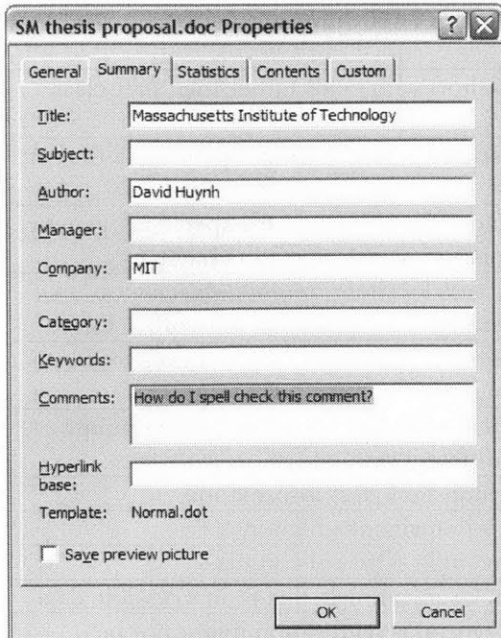 SM thesis proposal.doc Properties ? X
General Summary Statistics Contents Custom
Title: Massachusetts Institute of Technology
Subject:
Author: David Huynh
Manager:
Company: MIT
Category:
Keywords:
Comments: How do I spell check this comment?
Hyperlink
base:
Template: Normal.dot
Save preview picture
OK Cancel